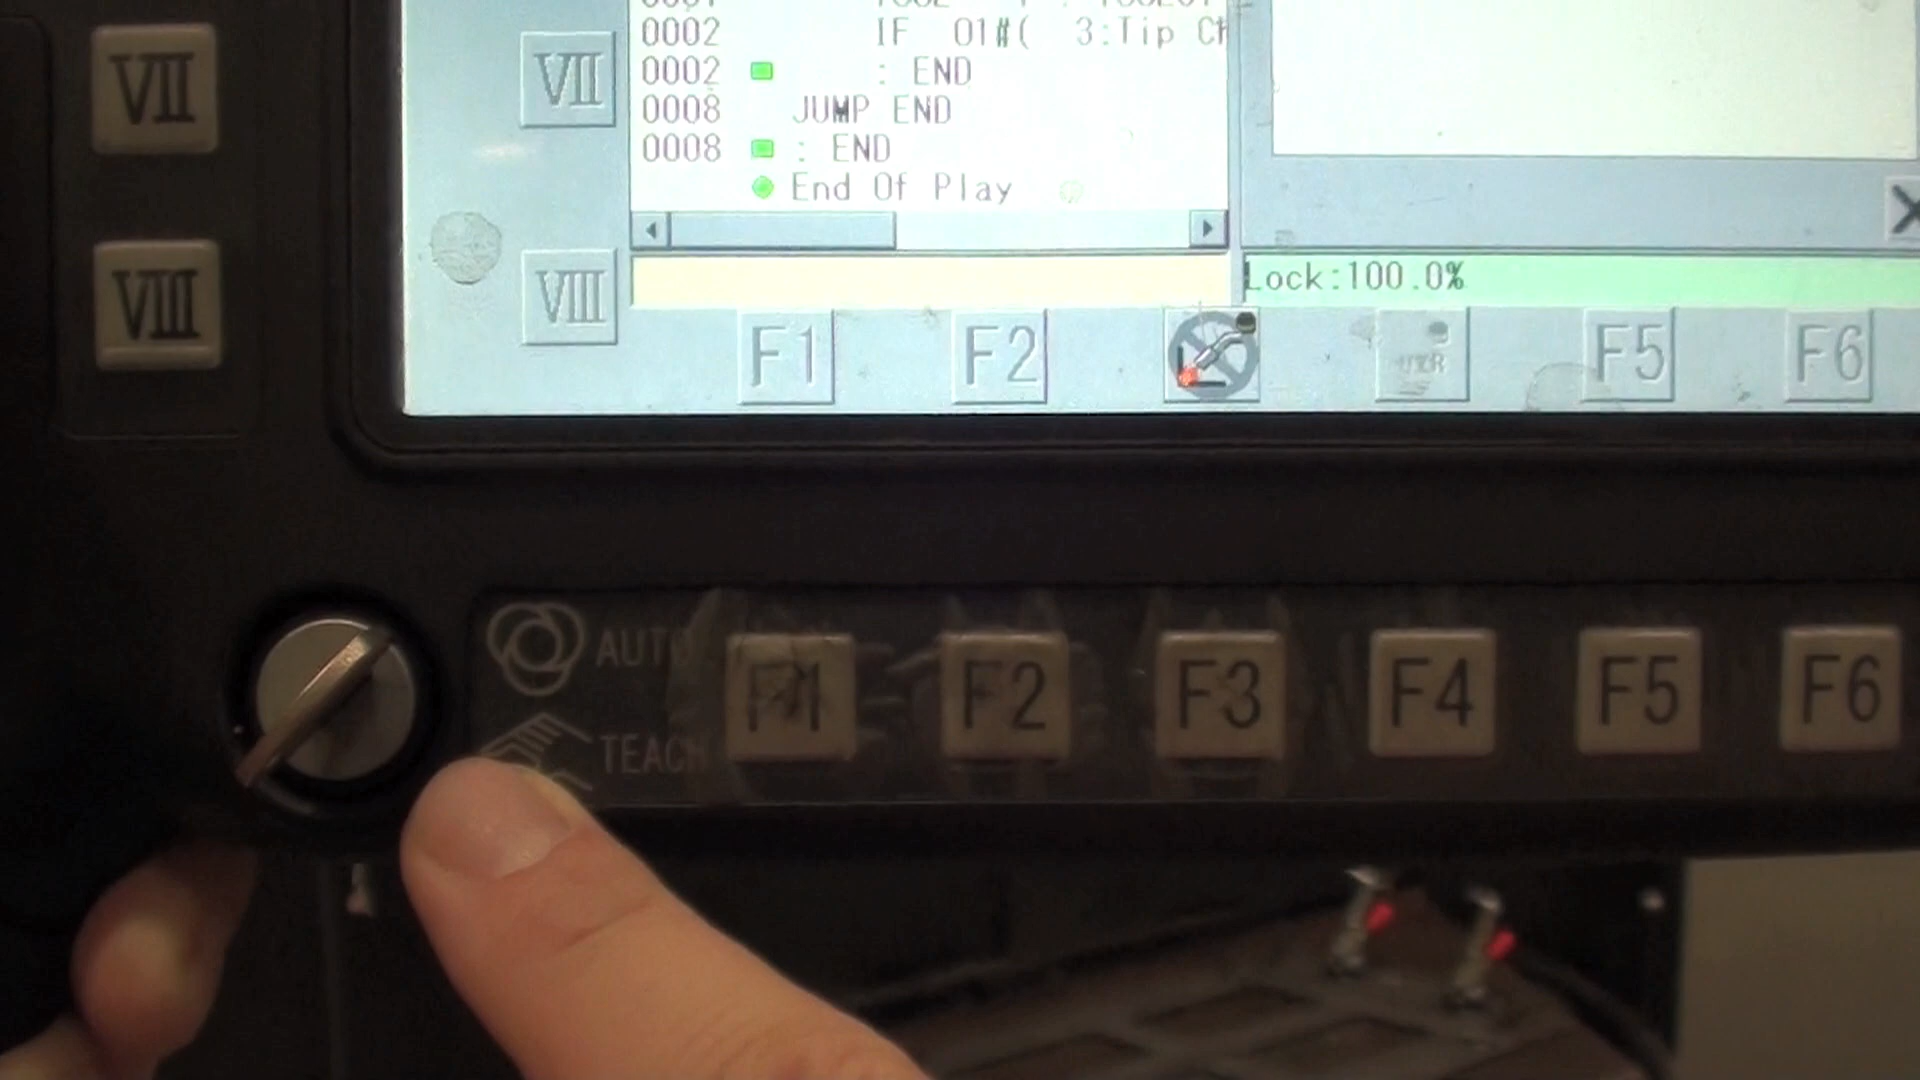 VII
VII
0002 IF 01#( 3:Tip Ch
0002 : END
0008 JUMP END
0008 : END
End Of Play
VIII
VIII
Lock:100.0%
F1 F2 F5 F6
AUTO
TEACH
F1 F2 F3 F4 F5 F6